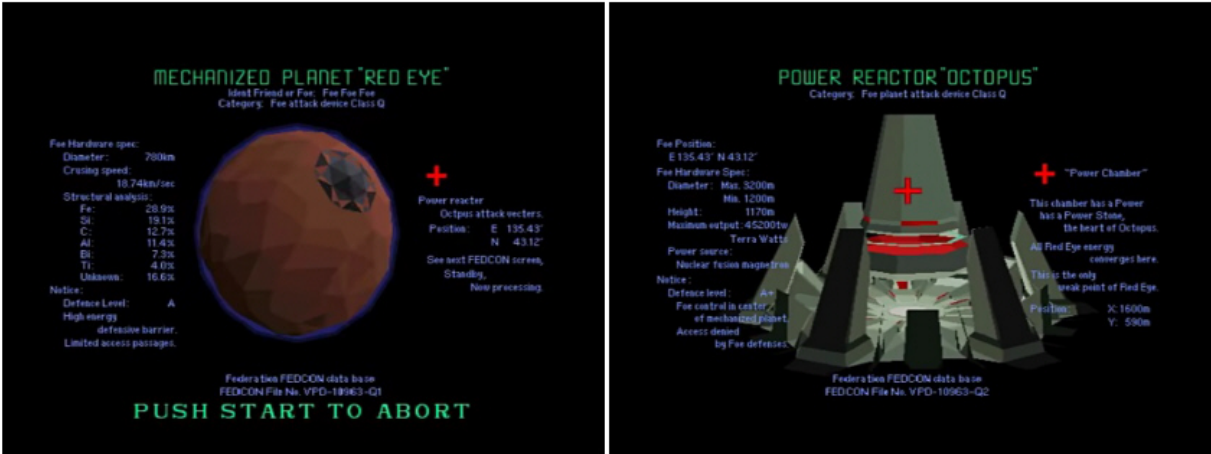 MECHANIZED PLANET "RED EYE"
Ident Friend or Foe: Foe Foe Foe
Category: Foe attack device Class Q
Foe Hardware spec:
Diameter: 780km
Crusing speed:
18.74km/sec
Structural analysis:
Fe: 28.9%
Si: 19.1%
C: 12.7%
Al: 11.4%
Bi: 7.3%
Ti: 4.0%
Unknown: 16.6%
Notice:
Defence Level: A
High energy
defensive barrier.
Limited access passages.
Power reactor
Octpus attack vecters.
Position: E 135.43'
N 43.12'
See next FEDCON screen,
Standby,
Now processing.
Federation FEDCON data base
FEDCON File No. VPD-10963-Q1
PUSH START TO ABORT
POWER REACTOR "OCTOPUS"
Category: Foe planet attack device Class Q
Foe Position:
E 135.43' N 43.12'
Foe Hardware Spec:
Diameter: Max. 3200m
Min. 1200m
Height: 1170m
Maximum output: 45200tw
Terra Watts
Power source:
Nuclear fusion magnetron
Notice:
Defence level: A+
Foe control in center
of mechanized planet.
Access denied
by Foe defenses.
"Power Chamber"
This chamber has a Power
has a Power Stone,
the heart of Octopus.
All Red Eye energy
converges here.
This is the only
weak point of Red Eye.
Position: X: 1600m
Y: 590m
Federation FEDCON data base
FEDCON File No. VPD-10963-Q2